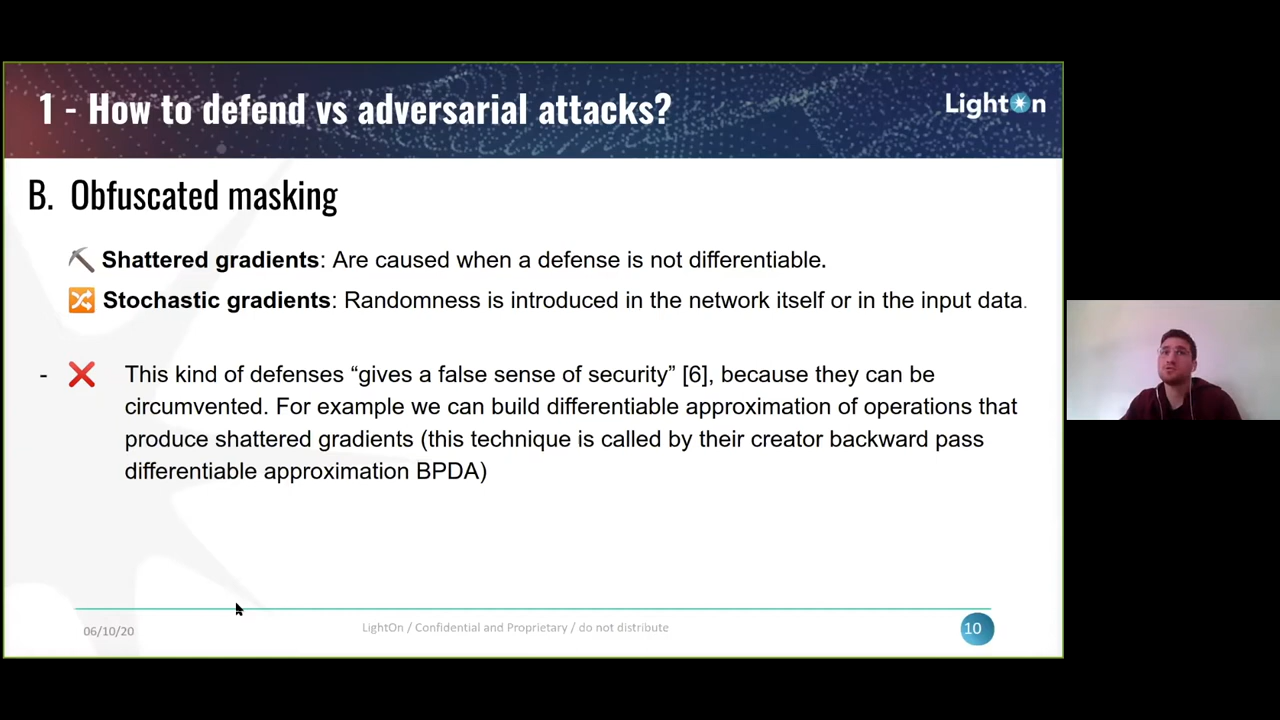 1 - How to defend vs adversarial attacks?
LightOn
B. Obfuscated masking
Shattered gradients: Are caused when a defense is not differentiable.
Stochastic gradients: Randomness is introduced in the network itself or in the input data.
- This kind of defenses “gives a false sense of security” [6], because they can be
circumvented. For example we can build differentiable approximation of operations that
produce shattered gradients (this technique is called by their creator backward pass
differentiable approximation BPDA)
06/10/20
LightOn / Confidential and Proprietary / do not distribute
10